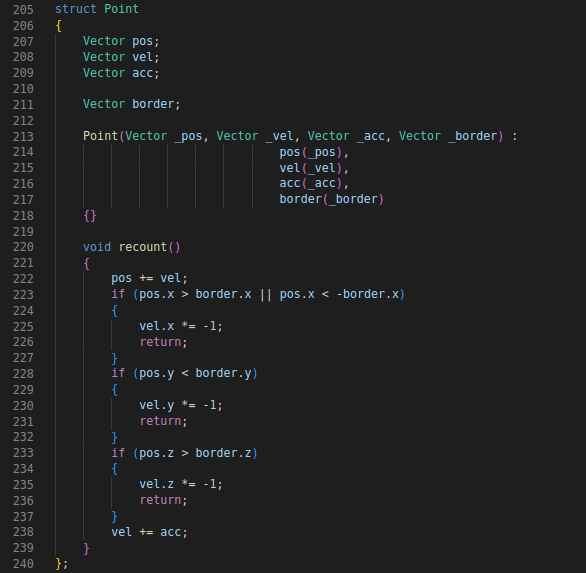 205 struct Point
206 {
207     Vector pos;
208     Vector vel;
209     Vector acc;
210
211     Vector border;
212
213     Point(Vector _pos, Vector _vel, Vector _acc, Vector _border) :
214                                 pos(_pos),
215                                 vel(_vel),
216                                 acc(_acc),
217                                 border(_border)
218     {}
219
220     void recount()
221     {
222         pos += vel;
223         if (pos.x > border.x || pos.x < -border.x)
224         {
225             vel.x *= -1;
226             return;
227         }
228         if (pos.y < border.y)
229         {
230             vel.y *= -1;
231             return;
232         }
233         if (pos.z > border.z)
234         {
235             vel.z *= -1;
236             return;
237         }
238         vel += acc;
239     }
240 };